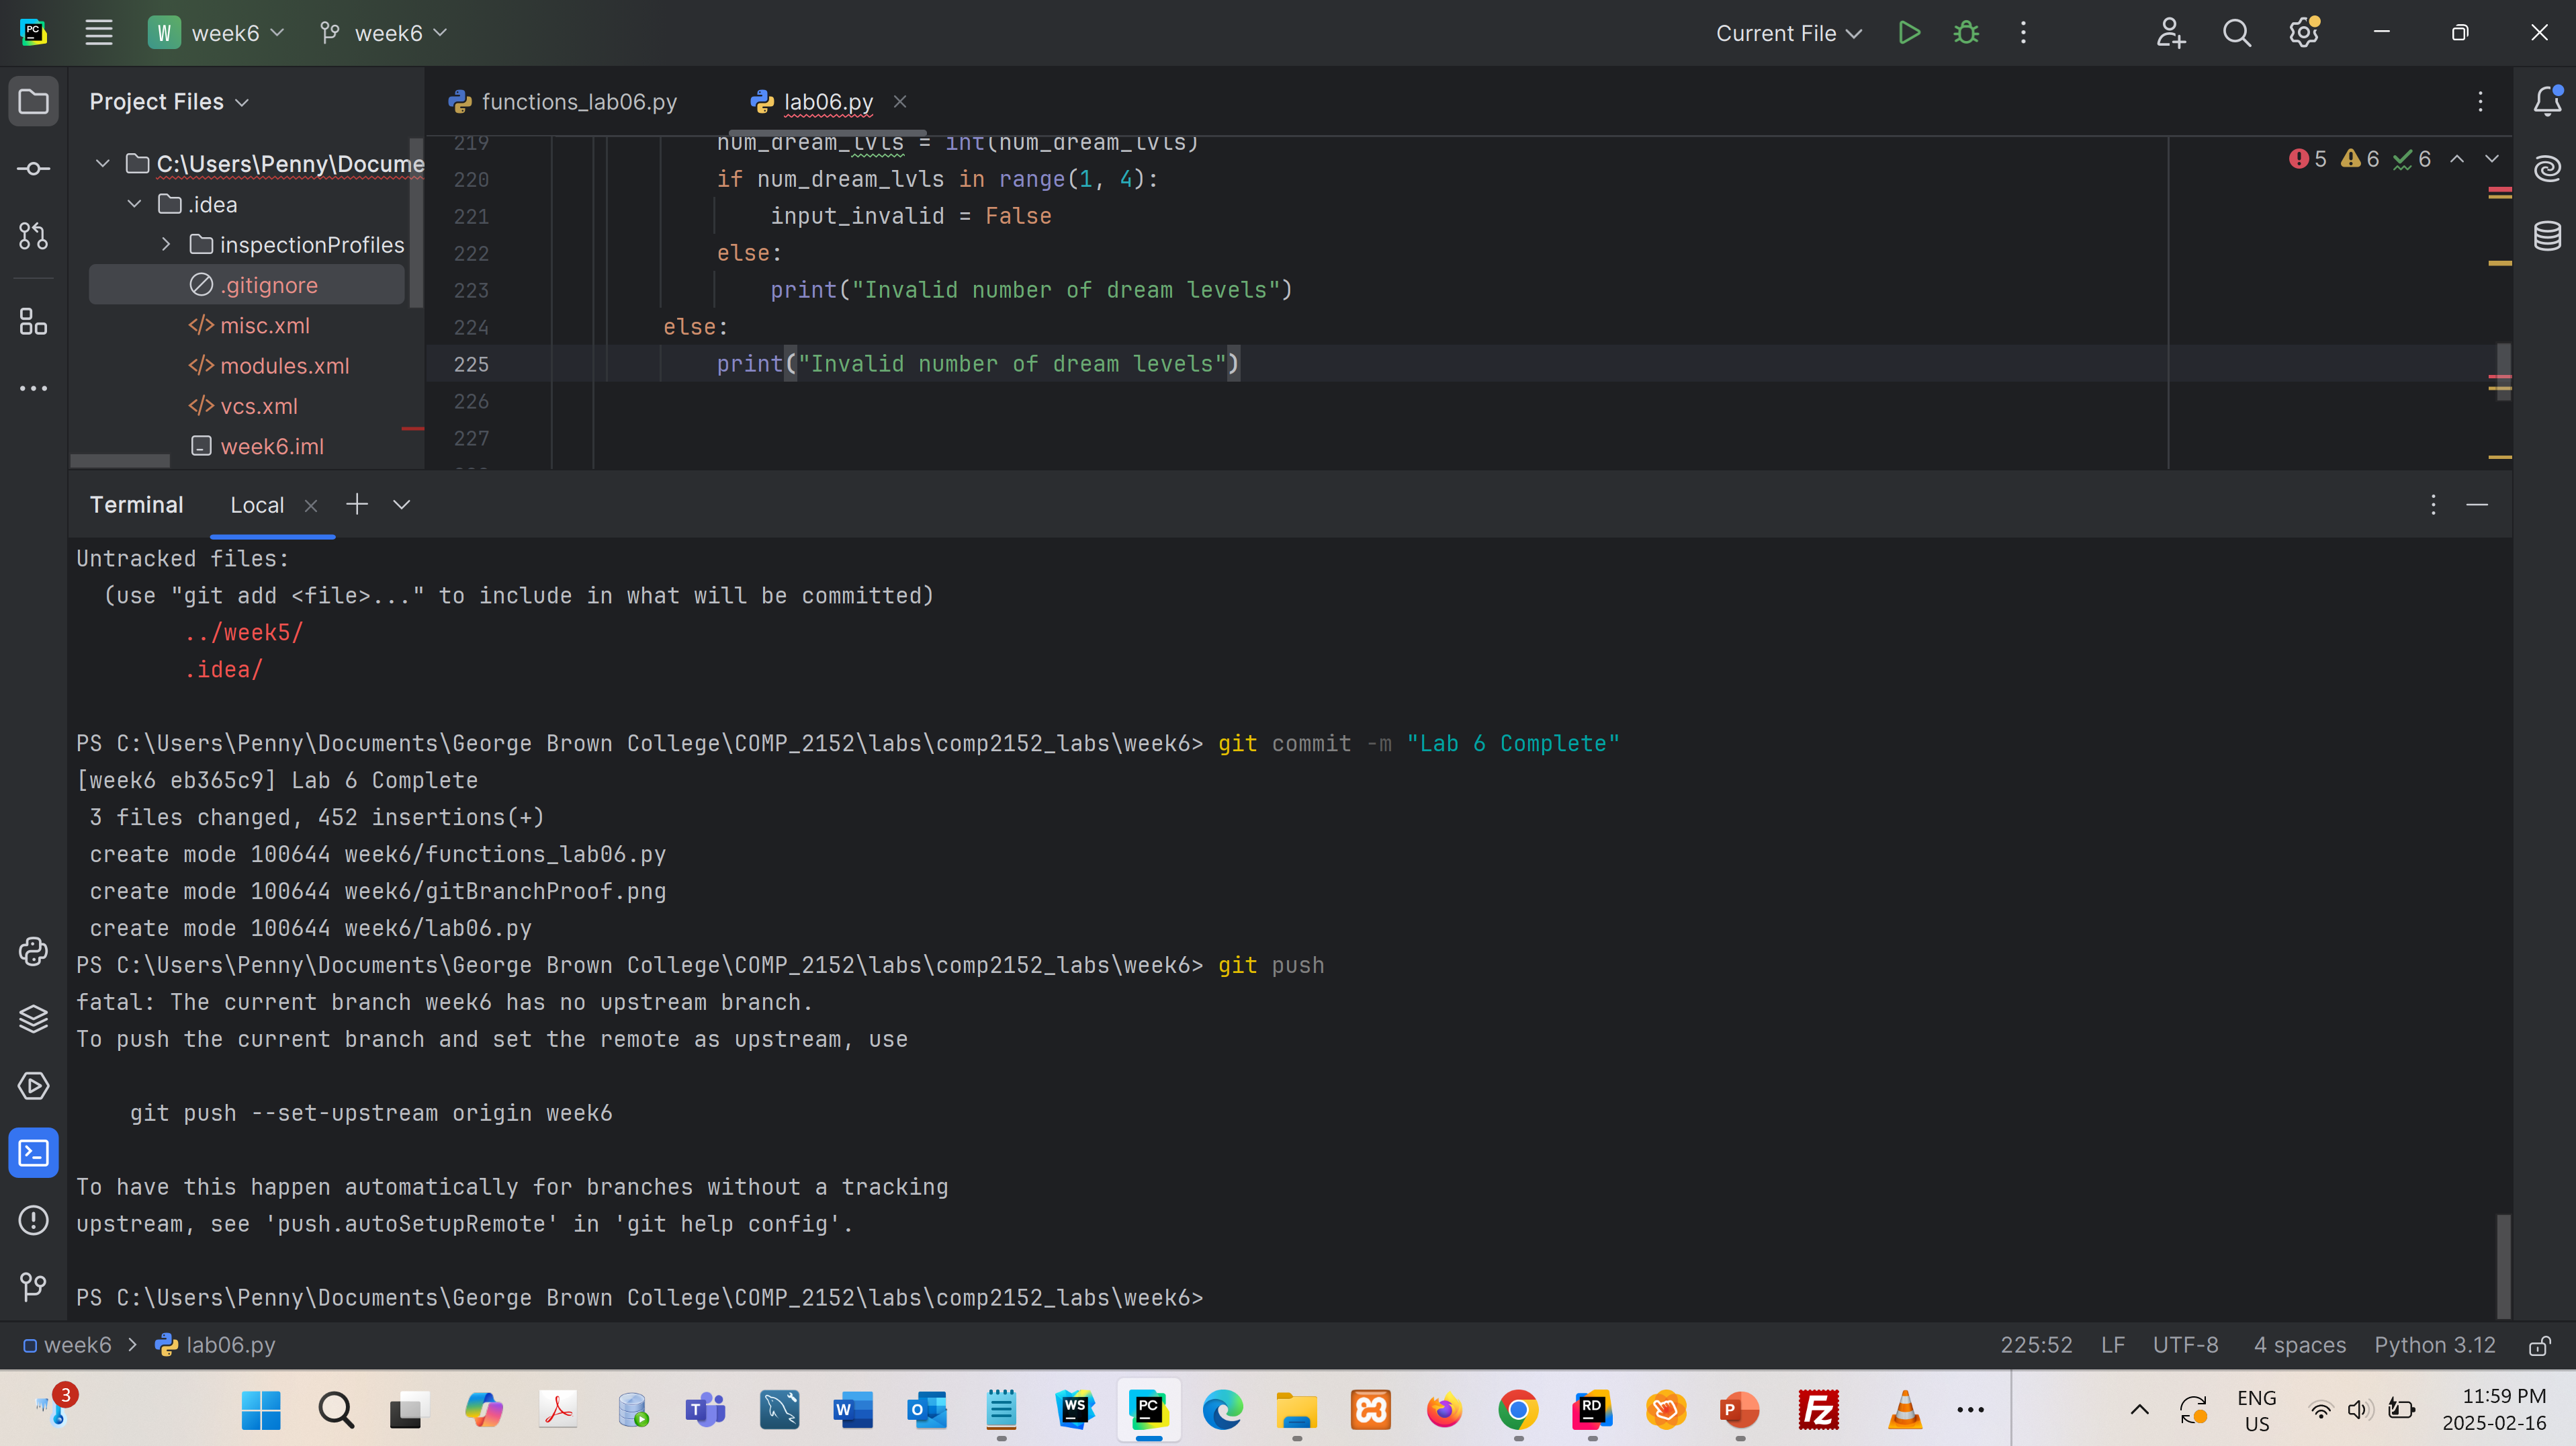 PC
W week6
week6
Current File
Project Files
functions_lab06.py
lab06.py
C:\Users\Penny\Docume
.idea
inspectionProfiles
.gitignore
</> misc.xml
</> modules.xml
</> vcs.xml
week6.iml
5 6 6
219 num_dream_lvls = int(num_dream_lvls)
220 if num_dream_lvls in range(1, 4):
221 input_invalid = False
222 else:
223 print("Invalid number of dream levels")
224 else:
225 print("Invalid number of dream levels")
226
227
Terminal Local
Untracked files:
(use "git add <file>..." to include in what will be committed)
../week5/
.idea/
PS C:\Users\Penny\Documents\George Brown College\COMP_2152\labs\comp2152_labs\week6> git commit -m "Lab 6 Complete"
[week6 eb365c9] Lab 6 Complete
3 files changed, 452 insertions(+)
create mode 100644 week6/functions_lab06.py
create mode 100644 week6/gitBranchProof.png
create mode 100644 week6/lab06.py
PS C:\Users\Penny\Documents\George Brown College\COMP_2152\labs\comp2152_labs\week6> git push
fatal: The current branch week6 has no upstream branch.
To push the current branch and set the remote as upstream, use
git push --set-upstream origin week6
To have this happen automatically for branches without a tracking
upstream, see 'push.autoSetupRemote' in 'git help config'.
PS C:\Users\Penny\Documents\George Brown College\COMP_2152\labs\comp2152_labs\week6>
week6 > lab06.py
225:52 LF UTF-8 4 spaces Python 3.12
3
T
W
O
WS
PC
RD
P
Fz
ENG
US
11:59 PM
2025-02-16